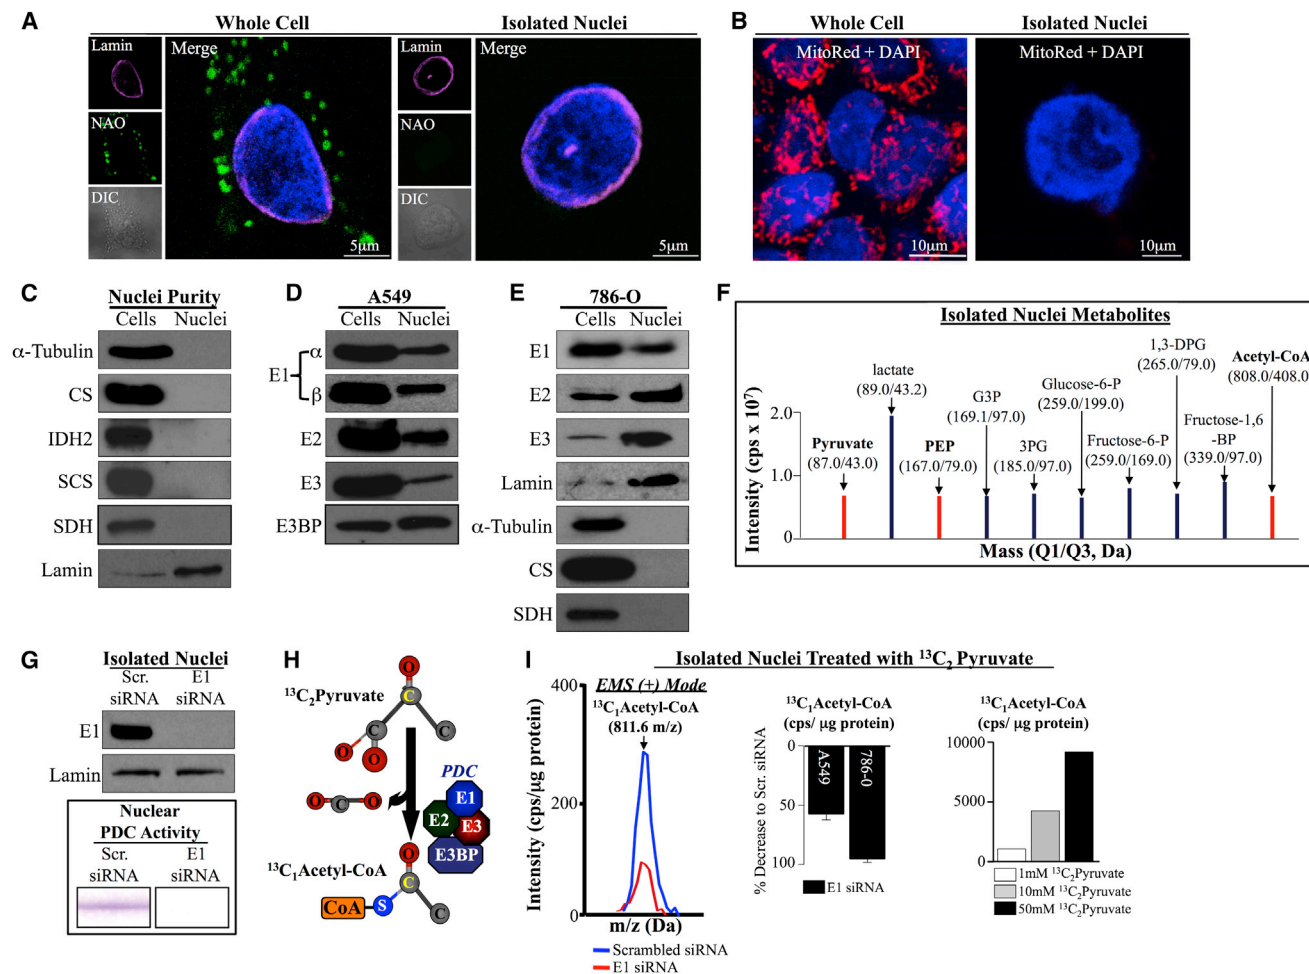 A
Whole Cell
Isolated Nuclei
Lamin
Merge
NAO
DIC
5μm
Lamin
Merge
NAO
DIC
5μm
B
Whole Cell
Isolated Nuclei
MitoRed + DAPI
10μm
MitoRed + DAPI
10μm
C
Nuclei Purity
Cells Nuclei
α-Tubulin
CS
IDH2
SCS
SDH
Lamin
D
A549
Cells Nuclei
E1
α
β
E2
E3
E3BP
E
786-O
Cells Nuclei
E1
E2
E3
Lamin
α-Tubulin
CS
SDH
F
Isolated Nuclei Metabolites
Intensity (cps x 10⁷)
2.0
1.0
0
Pyruvate
(87.0/43.0)
lactate
(89.0/43.2)
PEP
(167.0/79.0)
G3P
(169.1/97.0)
3PG
(185.0/97.0)
Glucose-6-P
(259.0/199.0)
Fructose-6-P
(259.0/169.0)
1,3-DPG
(265.0/79.0)
Fructose-1,6
-BP
(339.0/97.0)
Acetyl-CoA
(808.0/408.0)
Mass (Q1/Q3, Da)
G
Isolated Nuclei
Scr. siRNA
E1 siRNA
E1
Lamin
Nuclear
PDC Activity
Scr. siRNA
E1 siRNA
H
¹³C₂Pyruvate
O
C
C
C
O
O
O
C
O
PDC
E1
E2
E3
E3BP
¹³C₁Acetyl-CoA
O
C
CoA
S
C
I
Isolated Nuclei Treated with ¹³C₂ Pyruvate
Intensity (cps/μg protein)
400
200
0
EMS (+) Mode
¹³C₁Acetyl-CoA
(811.6 m/z)
m/z (Da)
Scrambled siRNA
E1 siRNA
¹³C₁Acetyl-CoA
(cps/ μg protein)
% Decrease to Scr. siRNA
0
50
100
A549
786-0
E1 siRNA
¹³C₁Acetyl-CoA
(cps/ μg protein)
10000
5000
0
1mM ¹³C₂Pyruvate
10mM ¹³C₂Pyruvate
50mM ¹³C₂Pyruvate